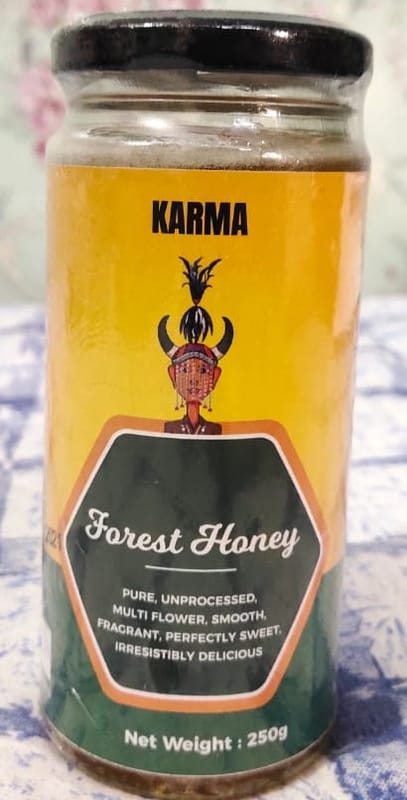 KARMA
Forest Honey
PURE, UNPROCESSED,
MULTI FLOWER, SMOOTH,
FRAGRANT, PERFECTLY SWEET,
IRRESISTIBLY DELICIOUS
Net Weight : 250g